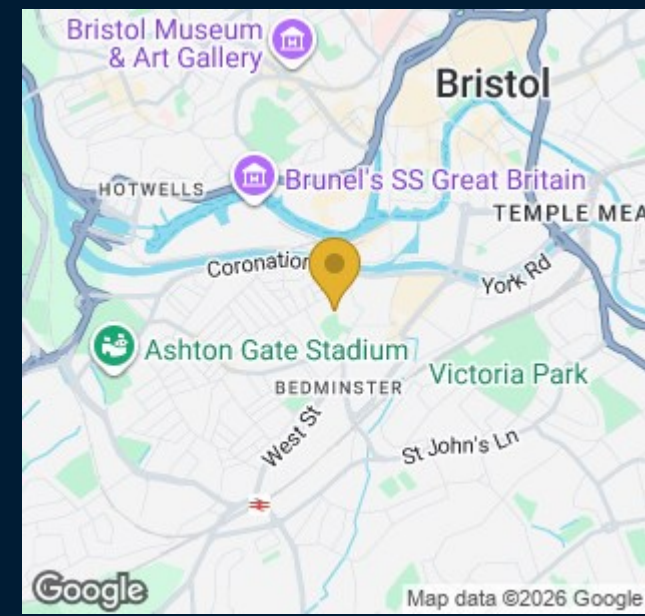 Bristol Museum
& Art Gallery
Bristol
HOTWELLS
Brunel's SS Great Britain
TEMPLE MEA
Coronation
York Rd
Ashton Gate Stadium
BEDMINSTER
Victoria Park
West St
St John's Ln
Google
Map data ©2026 Google